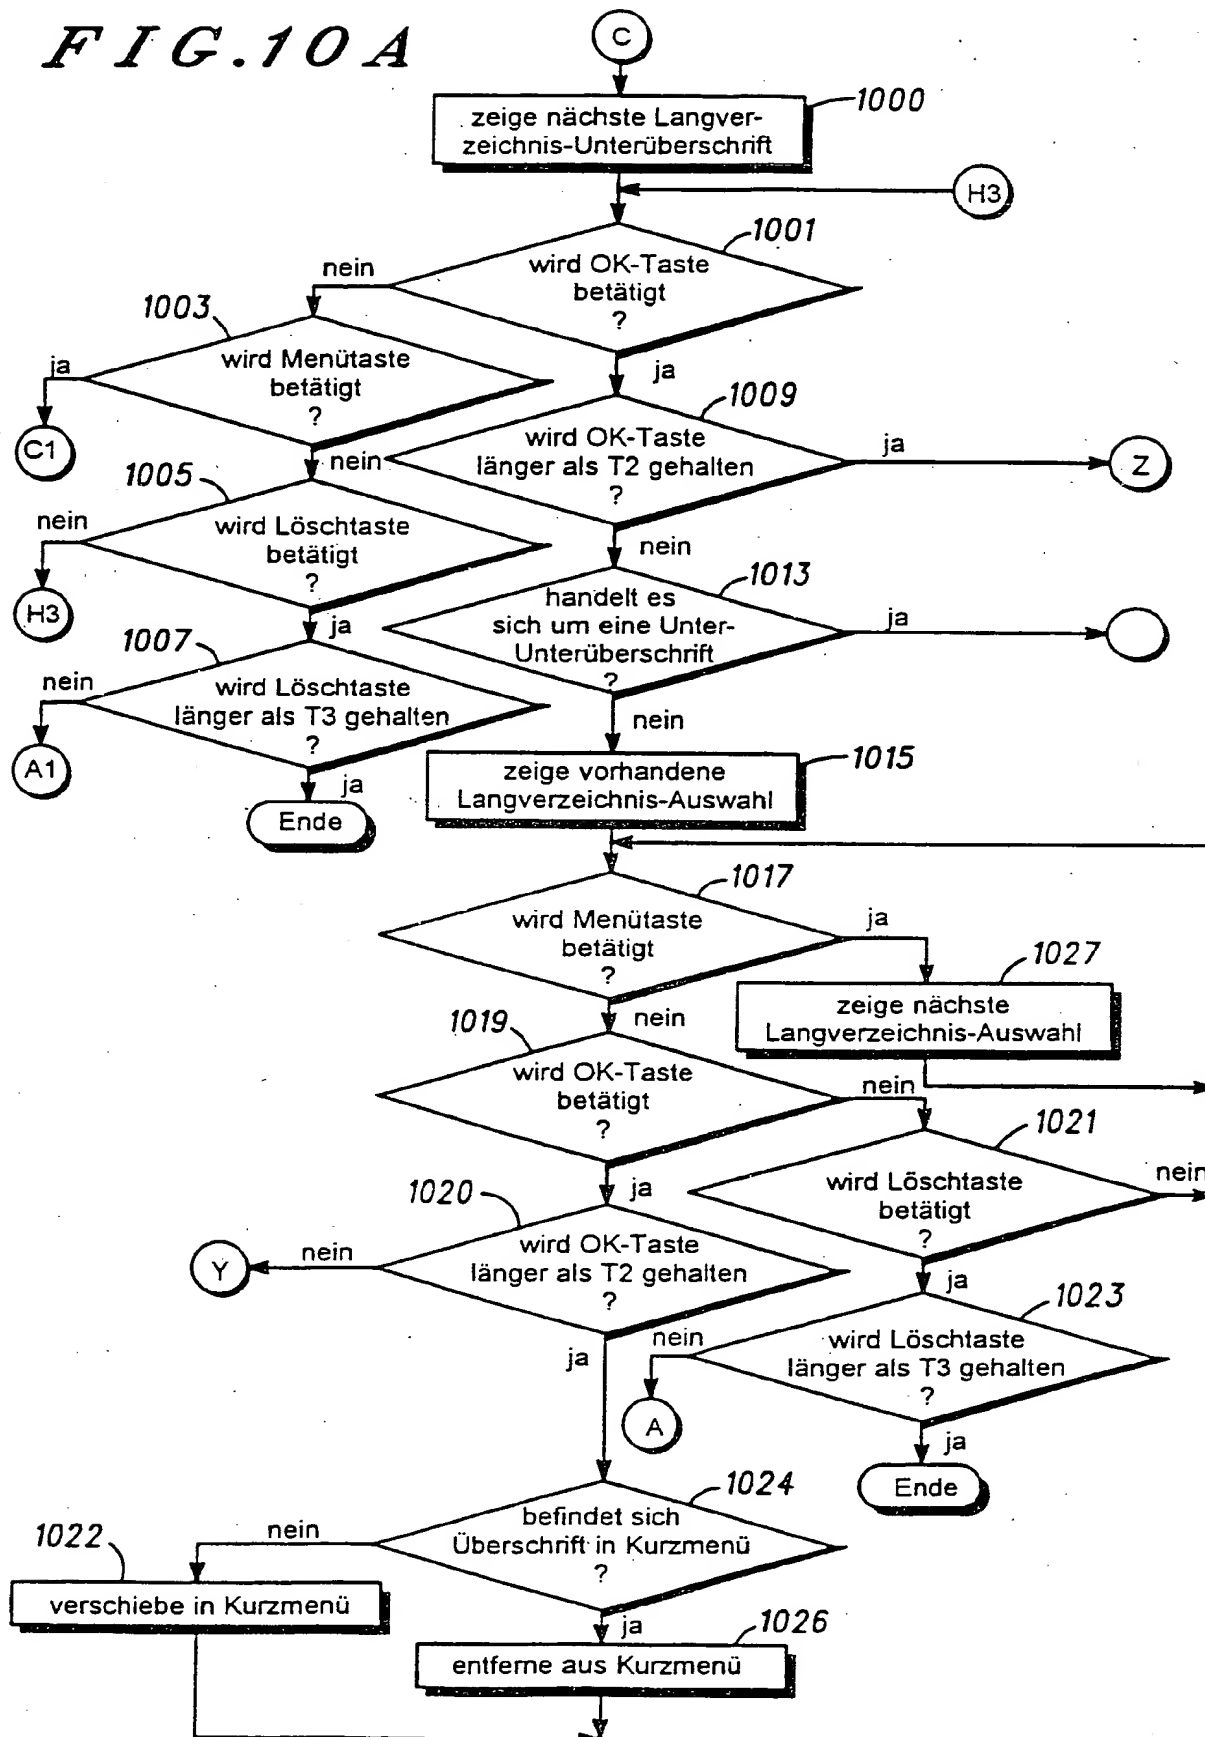 FIG.10A
C
1000
zeige nächste Langver-
zeichnis-Unterüberschrift
H3
1001
wird OK-Taste
betätigt
?
nein
ja
1003
wird Menütaste
betätigt
?
ja
C1
nein
1009
wird OK-Taste
länger als T2 gehalten
?
ja
Z
nein
1005
wird Löschtaste
betätigt
?
nein
H3
ja
1013
handelt es
sich um eine Unter-
Unterüberschrift
?
ja
nein
1007
wird Löschtaste
länger als T3 gehalten
?
nein
A1
ja
Ende
1015
zeige vorhandene
Langverzeichnis-Auswahl
1017
wird Menütaste
betätigt
?
ja
nein
1027
zeige nächste
Langverzeichnis-Auswahl
1019
wird OK-Taste
betätigt
?
nein
ja
1021
wird Löschtaste
betätigt
?
nein
ja
1020
wird OK-Taste
länger als T2 gehalten
?
nein
Y
ja
1023
wird Löschtaste
länger als T3 gehalten
?
nein
A
ja
Ende
1024
befindet sich
Überschrift in Kurzmenü
?
nein
ja
1022
verschiebe in Kurzmenü
1026
entferne aus Kurzmenü